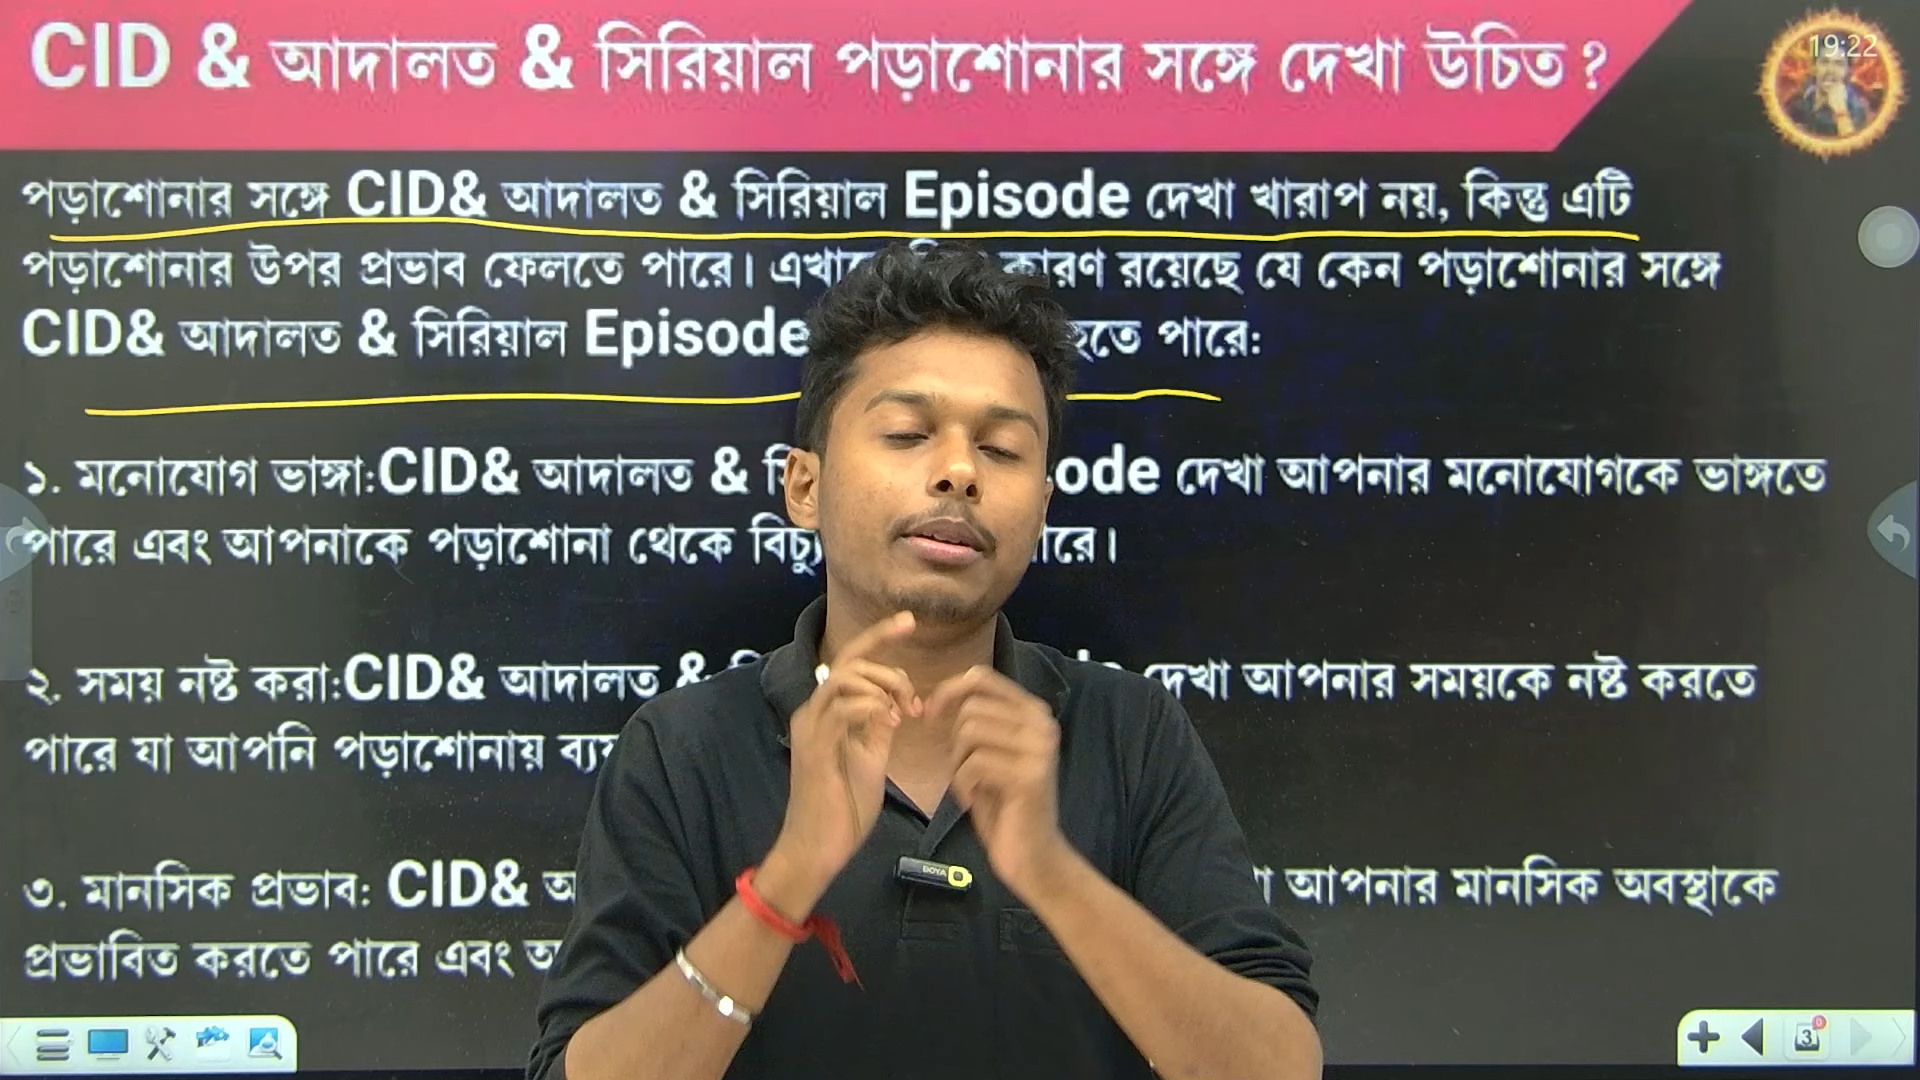 CID & আদালত & সিরিয়াল পড়াশোনার সঙ্গে দেখা উচিত ?
19:22
পড়াশোনার সঙ্গে CID& আদালত & সিরিয়াল Episode দেখা খারাপ নয়, কিন্তু এটি
পড়াশোনার উপর প্রভাব ফেলতে পারে। কারণ রয়েছে যে কেন পড়াশোনার সঙ্গে
CID& আদালত & সিরিয়াল Episode হতে পারে:
১. মনোযোগ ভাঙ্গা:CID& আদালত & দেখা আপনার মনোযোগকে ভাঙ্গতে
পারে এবং আপনাকে পড়াশোনা থেকে
২. সময় নষ্ট করা:CID& আদালত & দেখা আপনার সময়কে নষ্ট করতে
পারে যা আপনি পড়াশোনায়
৩. মানসিক প্রভাব: CID& আপনার মানসিক অবস্থাকে
প্রভাবিত করতে পারে এবং
BOYA
3